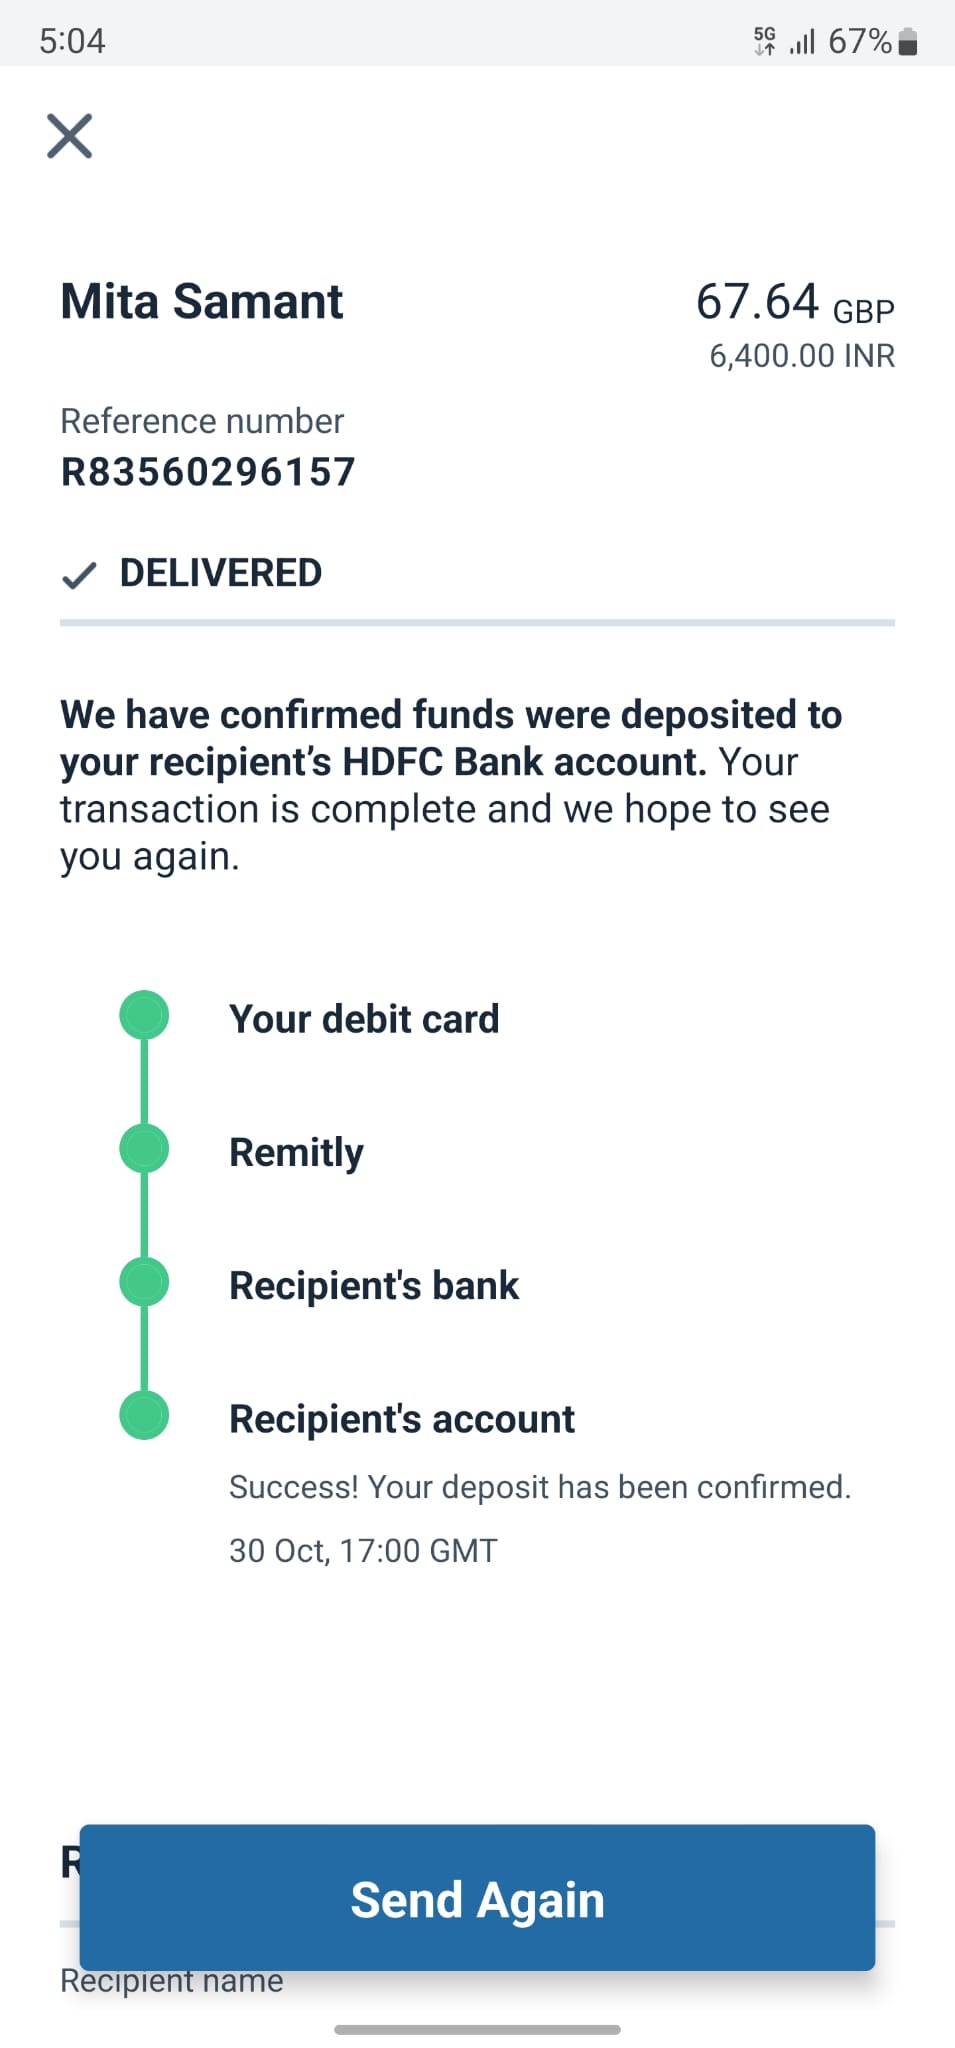 5:04 5G 67%
Mita Samant 67.64 GBP
6,400.00 INR
Reference number
R83560296157
DELIVERED
We have confirmed funds were deposited to
your recipient's HDFC Bank account. Your
transaction is complete and we hope to see
you again.
Your debit card
Remitly
Recipient's bank
Recipient's account
Success! Your deposit has been confirmed.
30 Oct, 17:00 GMT
Send Again
Recipient name